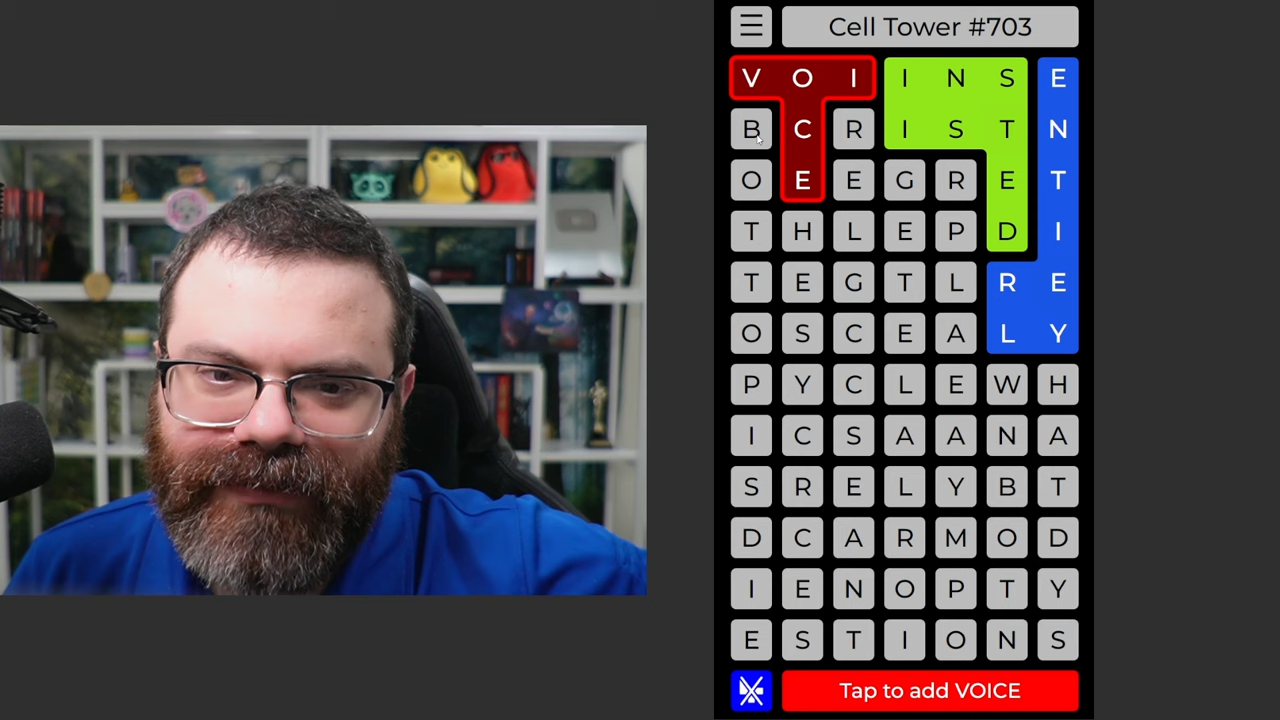 Cell Tower #703
V O I I N S E
B C R I S T N
O E E G R E T
T H L E P D I
T E G T L R E
O S C E A L Y
P Y C L E W H
I C S A A N A
S R E L Y B T
D C A R M O D
I E N O P T Y
E S T I O N S
Tap to add VOICE